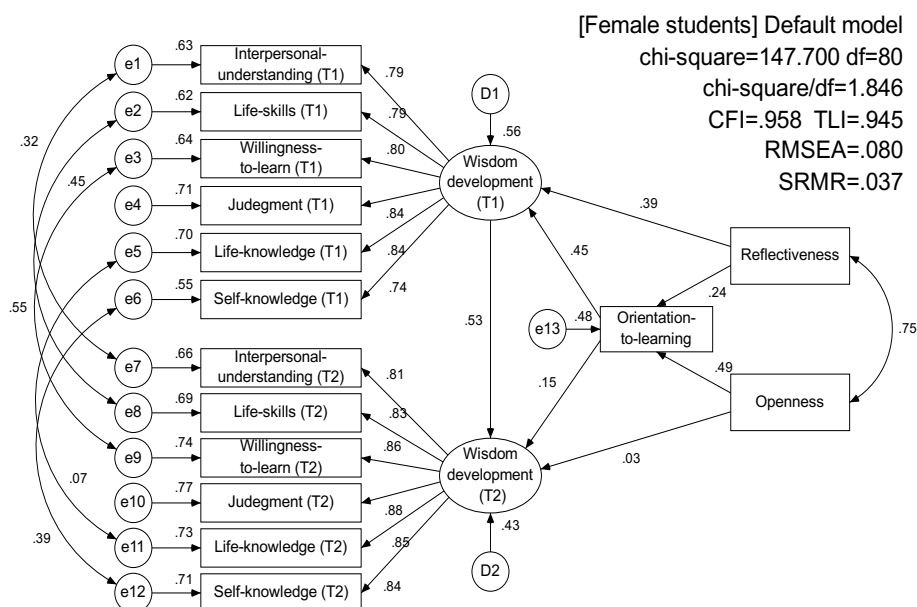 [Female students] Default model
chi-square=147.700 df=80
chi-square/df=1.846
CFI=.958 TLI=.945
RMSEA=.080
SRMR=.037
e1
.63
Interpersonal-
understanding (T1)
.79
e2
.62
Life-skills (T1)
.79
e3
.64
Willingness-
to-learn (T1)
.80
e4
.71
Judegment (T1)
.84
e5
.70
Life-knowledge (T1)
.84
e6
.55
Self-knowledge (T1)
.74
.32
.45
.55
.07
.39
D1
.56
Wisdom
development
(T1)
.39
.45
.53
Reflectiveness
.24
e13
.48
Orientation-
to-learning
.75
.49
.15
Openness
.03
e7
.66
Interpersonal-
understanding (T2)
.81
e8
.69
Life-skills (T2)
.83
e9
.74
Willingness-
to-learn (T2)
.86
e10
.77
Judegment (T2)
.88
e11
.73
Life-knowledge (T2)
.85
e12
.71
Self-knowledge (T2)
.84
Wisdom
development
(T2)
.43
D2